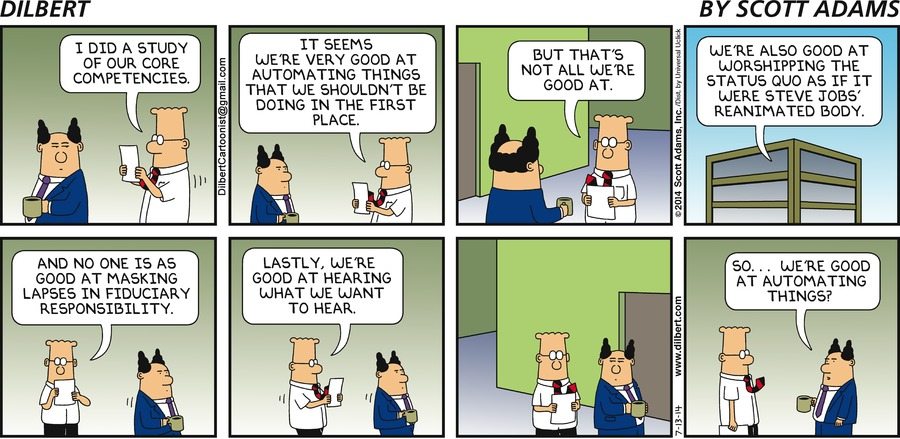 DILBERT
BY SCOTT ADAMS
I DID A STUDY
OF OUR CORE
COMPETENCIES.
DilbertCartoonist@gmail.com
IT SEEMS
WE'RE VERY GOOD AT
AUTOMATING THINGS
THAT WE SHOULDN'T BE
DOING IN THE FIRST
PLACE.
BUT THAT'S
NOT ALL WE'RE
GOOD AT.
©2014 Scott Adams, Inc. /Dist. by Universal Uclick
WE'RE ALSO GOOD AT
WORSHIPPING THE
STATUS QUO AS IF IT
WERE STEVE JOBS'
REANIMATED BODY.
AND NO ONE IS AS
GOOD AT MASKING
LAPSES IN FIDUCIARY
RESPONSIBILITY.
LASTLY, WE'RE
GOOD AT HEARING
WHAT WE WANT
TO HEAR.
7-13-14
www.dilbert.com
SO... WE'RE GOOD
AT AUTOMATING
THINGS?